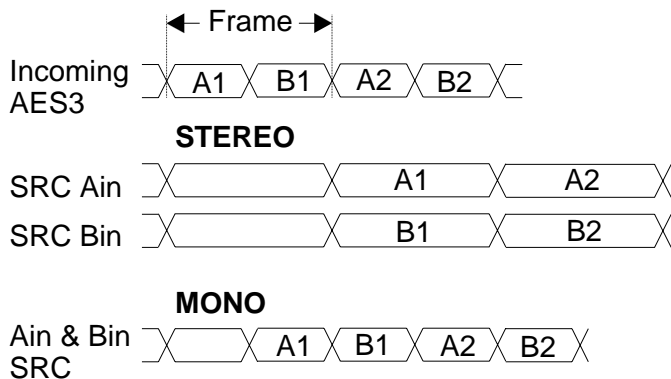 Frame
Incoming AES3
A1 B1 A2 B2
STEREO
SRC Ain
A1 A2
SRC Bin
B1 B2
MONO
Ain & Bin SRC
A1 B1 A2 B2